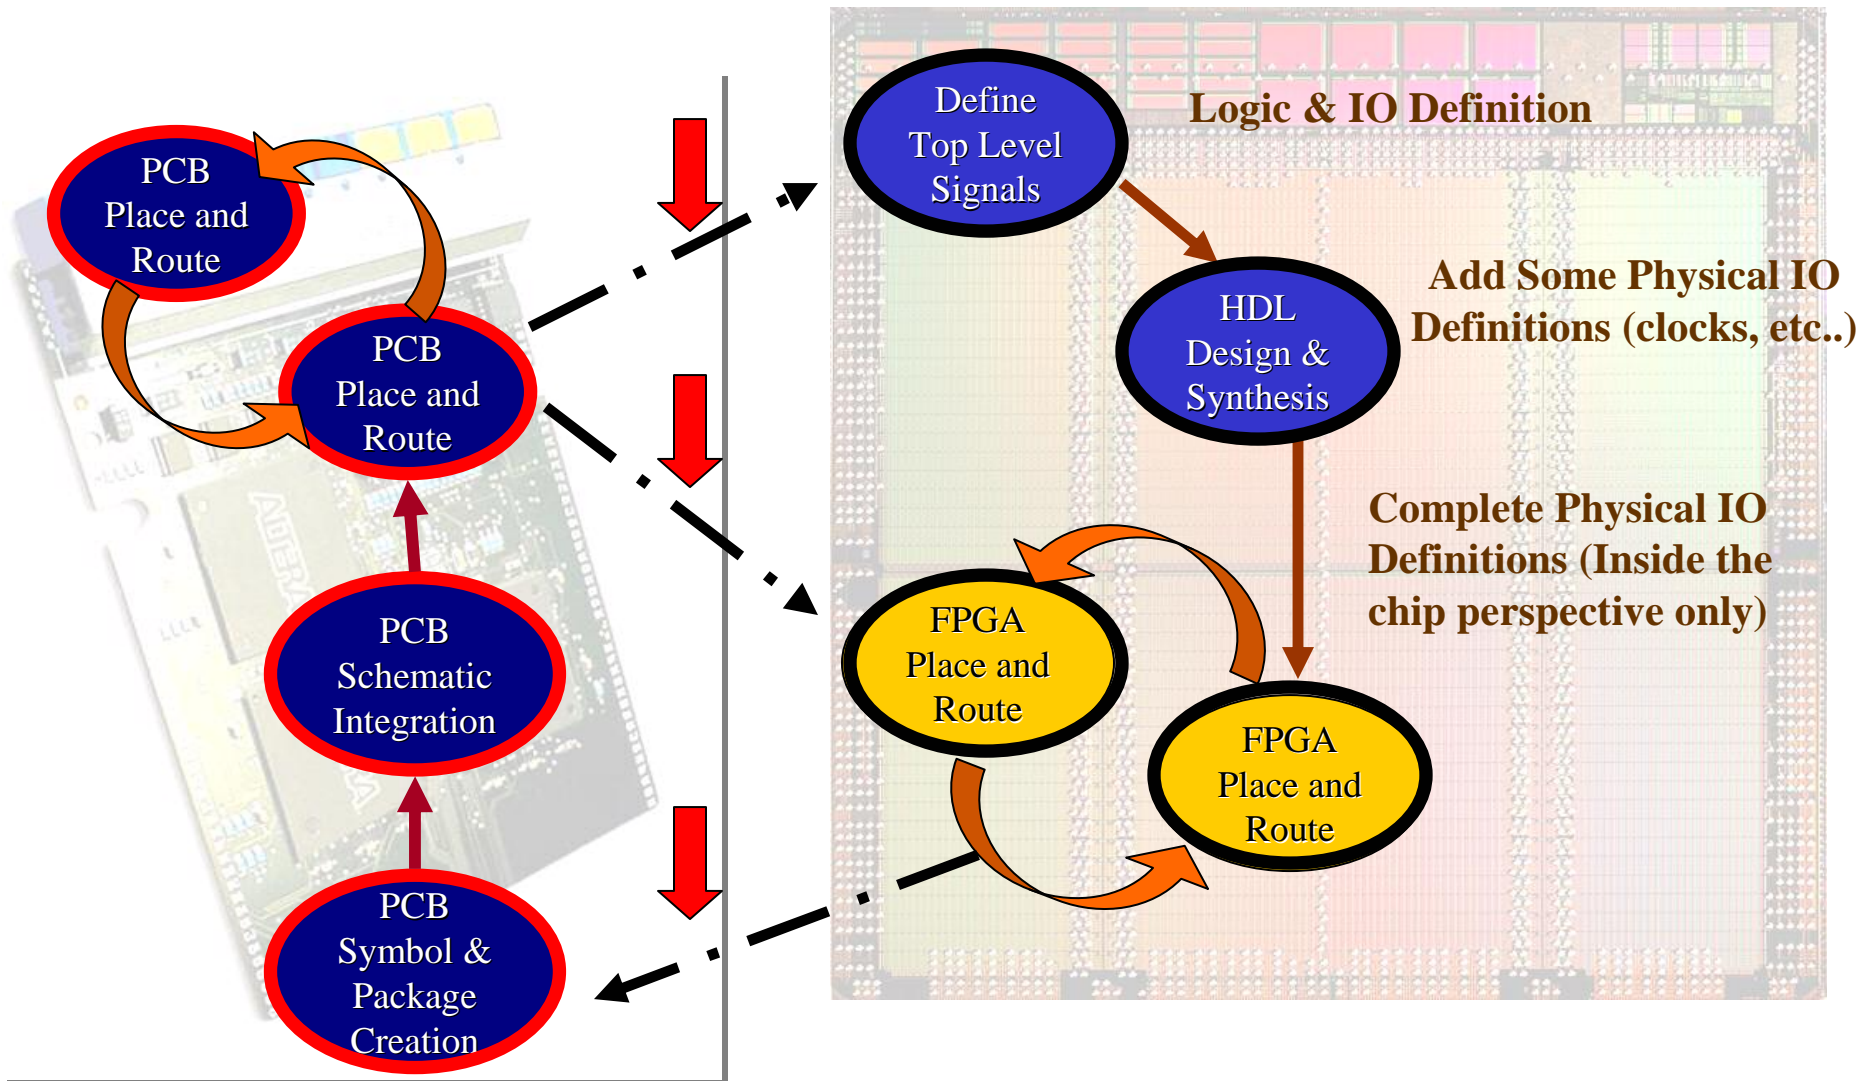 PCB
Place and
Route
PCB
Place and
Route
PCB
Schematic
Integration
PCB
Symbol &
Package
Creation
Define
Top Level
Signals
Logic & IO Definition
HDL
Design &
Synthesis
Add Some Physical IO
Definitions (clocks, etc..)
Complete Physical IO
Definitions (Inside the
chip perspective only)
FPGA
Place and
Route
FPGA
Place and
Route
ALTERA